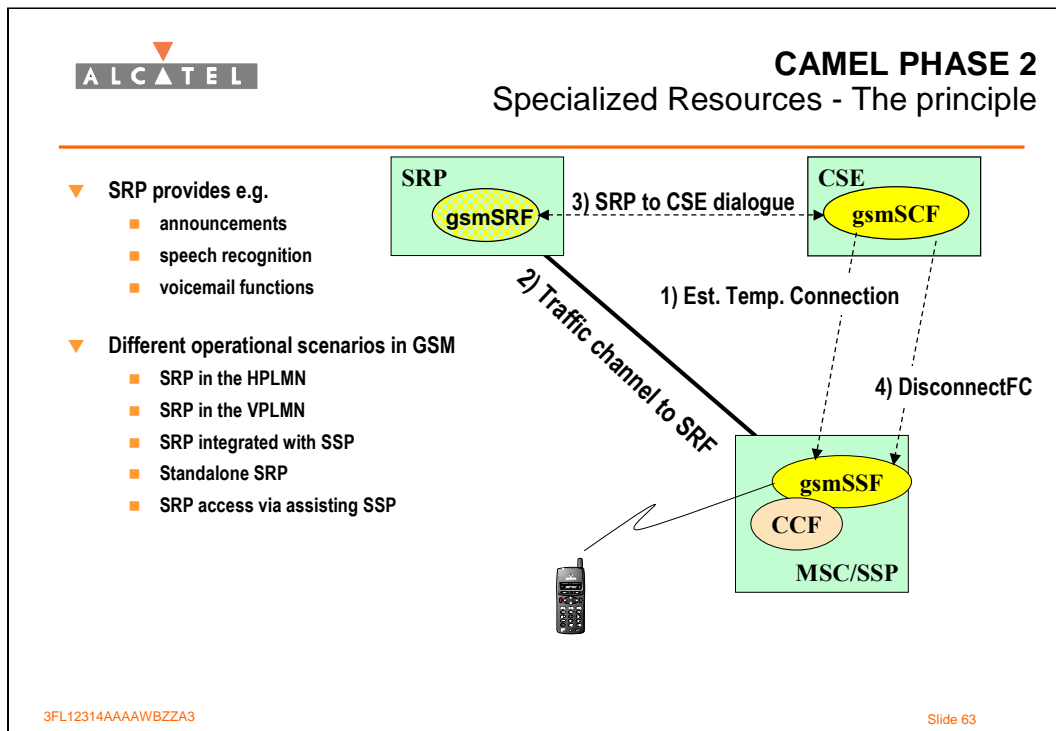 ALCATEL
CAMEL PHASE 2
Specialized Resources - The principle
SRP provides e.g.
announcements
speech recognition
voicemail functions
Different operational scenarios in GSM
SRP in the HPLMN
SRP in the VPLMN
SRP integrated with SSP
Standalone SRP
SRP access via assisting SSP
SRP
gsmSRF
3) SRP to CSE dialogue
CSE
gsmSCF
2) Traffic channel to SRF
1) Est. Temp. Connection
4) DisconnectFC
gsmSSF
CCF
MSC/SSP
3FL12314AAAAWBZZA3
Slide 63